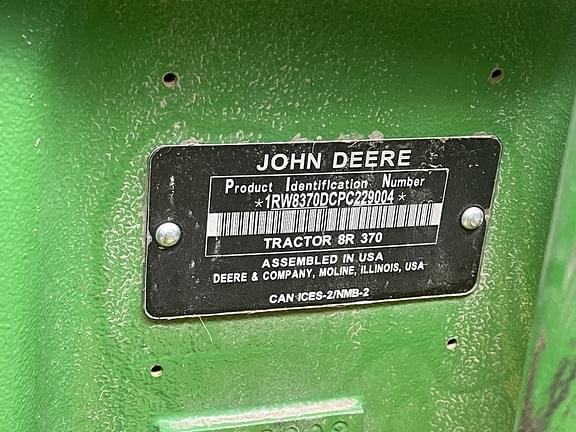 JOHN DEERE
Product Identification Number
*1RW8370DCPC229004*
TRACTOR 8R 370
ASSEMBLED IN USA
DEERE & COMPANY, MOLINE, ILLINOIS, USA
CAN ICES-2/NMB-2